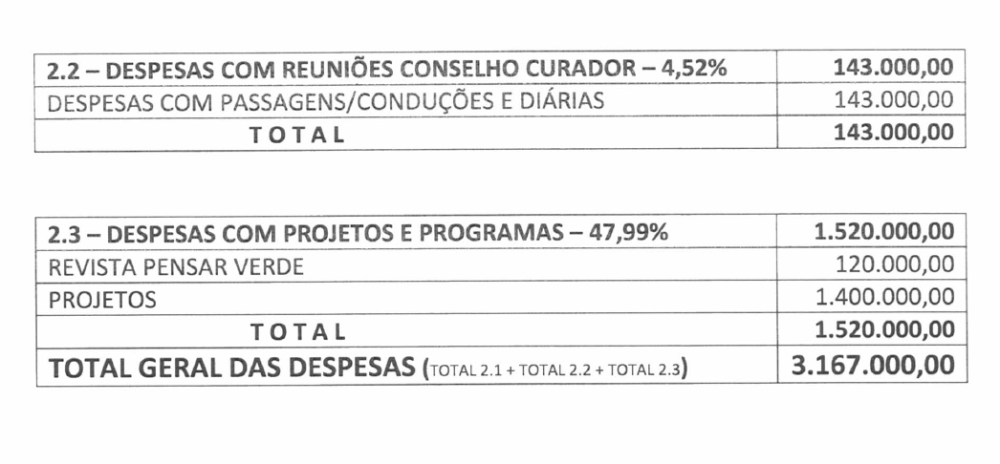 2.2 – DESPESAS COM REUNIÕES CONSELHO CURADOR – 4,52% 143.000,00
DESPESAS COM PASSAGENS/CONDUÇÕES E DIÁRIAS 143.000,00
T O T A L 143.000,00
2.3 – DESPESAS COM PROJETOS E PROGRAMAS – 47,99% 1.520.000,00
REVISTA PENSAR VERDE 120.000,00
PROJETOS 1.400.000,00
T O T A L 1.520.000,00
TOTAL GERAL DAS DESPESAS (TOTAL 2.1 + TOTAL 2.2 + TOTAL 2.3) 3.167.000,00